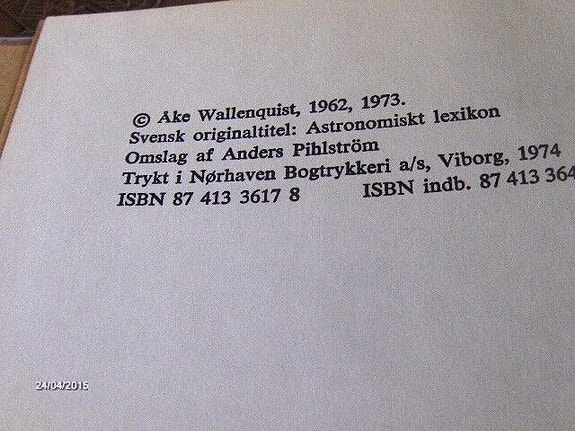 © Ake Wallenquist, 1962, 1973.
Svensk originaltitel: Astronomiskt lexikon
Omslag af Anders Pihlström
Trykt i Nørhaven Bogtrykkeri a/s, Viborg, 1974
ISBN 87 413 3617 8 ISBN indb. 87 413 364
24/04/2015